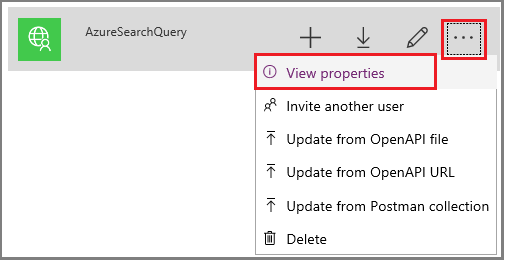 AzureSearchQuery
View properties
Invite another user
Update from OpenAPI file
Update from OpenAPI URL
Update from Postman collection
Delete